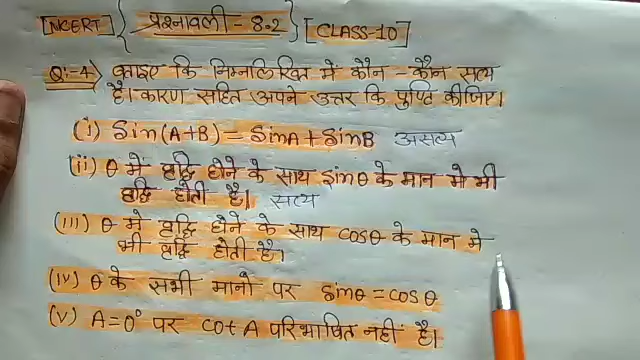 [NCERT] { प्रश्नावली - 8.2 } [CLASS-10]
Q:-4> बताइए कि निम्नलिखित में कौन-कौन सत्य
है। कारण सहित अपने उत्तर कि पुष्टि कीजिए।
(i) Sin(A+B) = SinA + SinB असत्य
(ii) θ में वृद्धि होने के साथ sinθ के मान मे भी
वृद्धि होती है। सत्य
(iii) θ मे वृद्धि होने के साथ cosθ के मान मे
भी वृद्धि होती है।
(iv) θ के सभी मानो पर sinθ = cosθ
(v) A=0° पर cot A परिभाषित नहीं है।